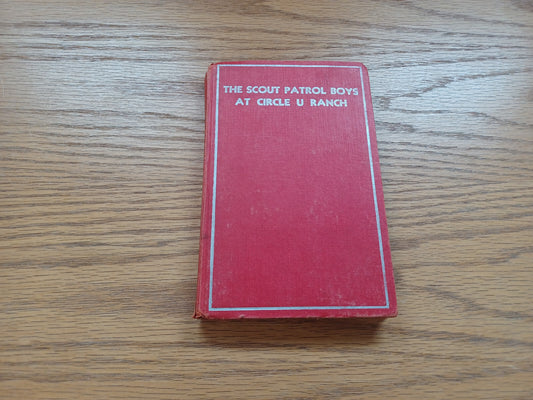 THE SCOUT PATROL BOYS
AT CIRCLE U RANCH